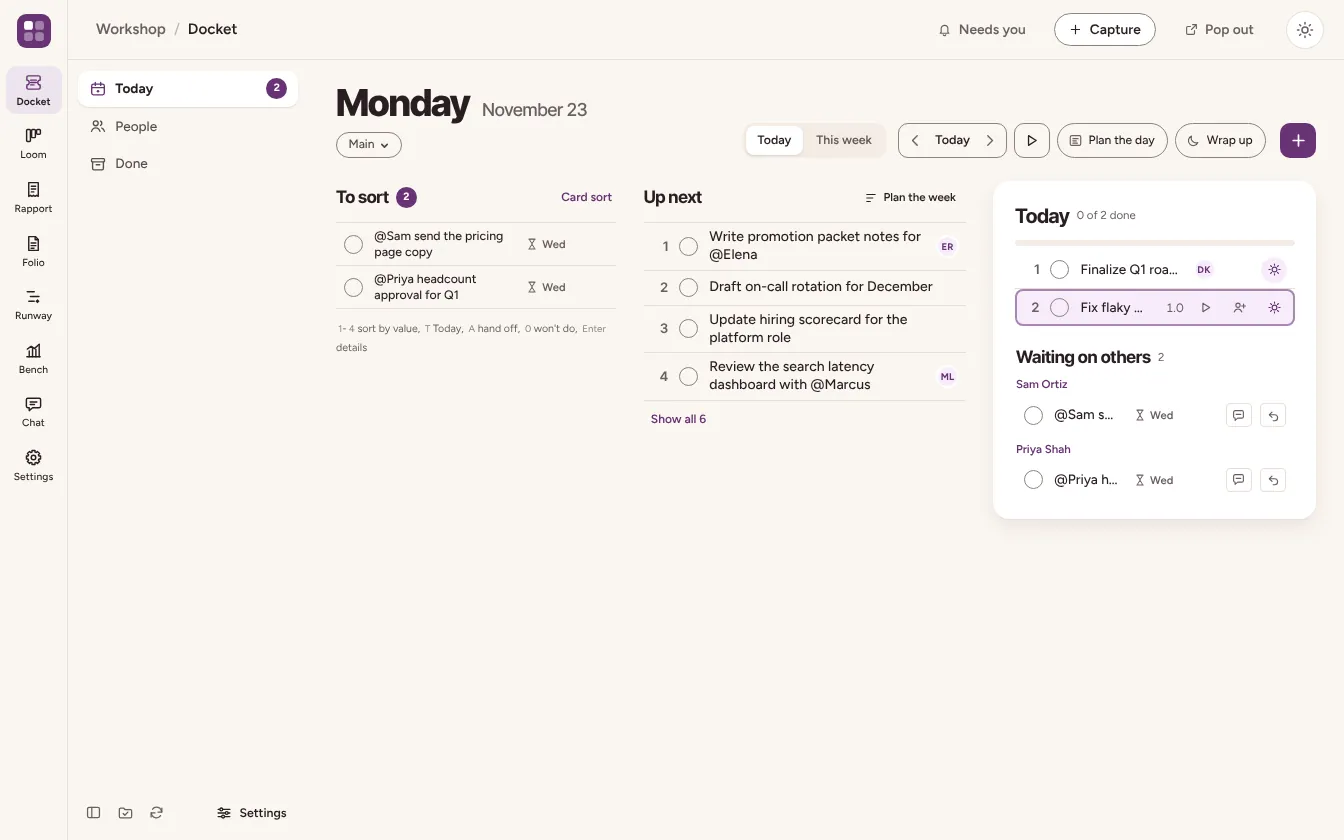 Workshop / Docket
Needs you
Capture
Pop out
Docket
Loom
Rapport
Folio
Runway
Bench
Chat
Settings
Today 2
People
Done
Settings
Monday November 23
Main
Today This week
Today
Plan the day
Wrap up
To sort 2 Card sort
@Sam send the pricing
page copy
Wed
@Priya headcount
approval for Q1
Wed
1- 4 sort by value, T Today, A hand off, 0 won't do, Enter
details
Up next Plan the week
1 Write promotion packet notes for
@Elena
ER
2 Draft on-call rotation for December
3 Update hiring scorecard for the
platform role
4 Review the search latency
dashboard with @Marcus
ML
Show all 6
Today 0 of 2 done
1 Finalize Q1 roa... DK
2 Fix flaky ... 1.0
Waiting on others 2
Sam Ortiz
@Sam s... Wed
Priya Shah
@Priya h... Wed